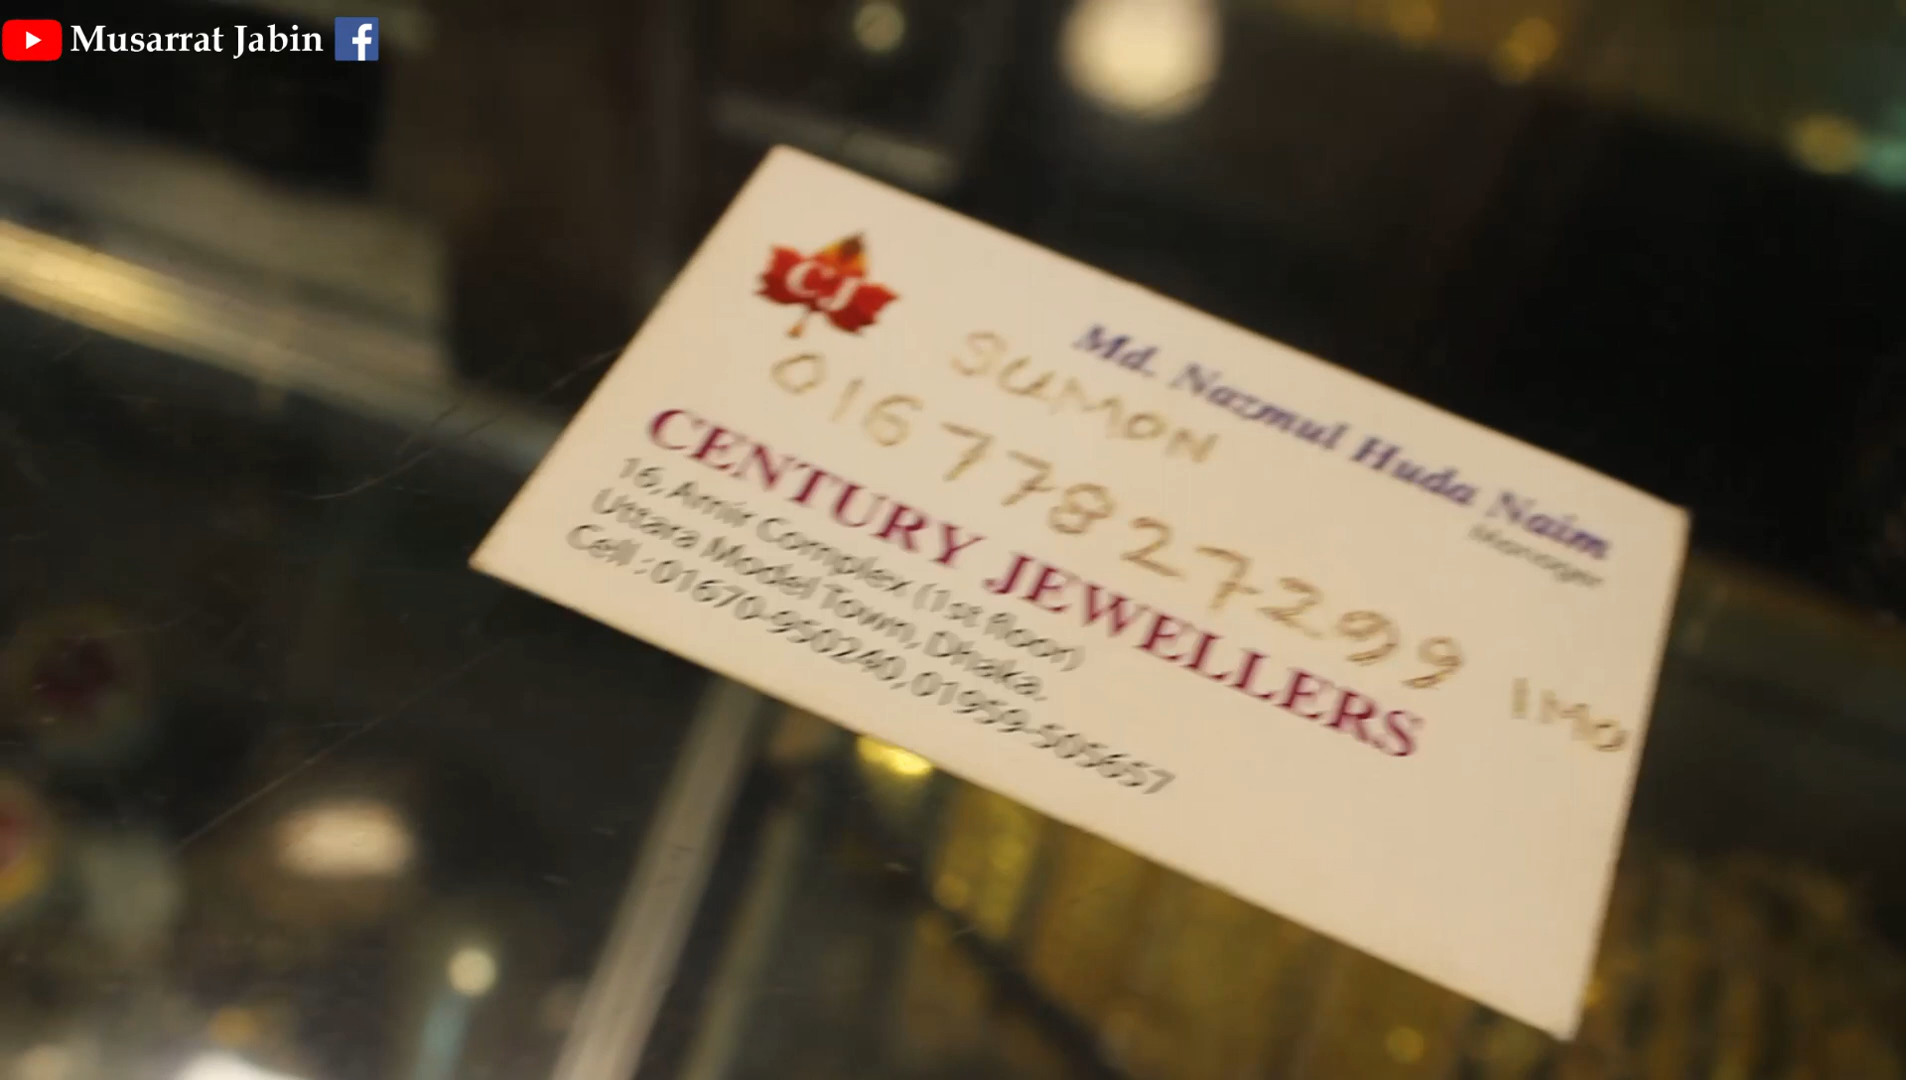 Musarrat Jabin
CJ
Md. Nazmul Huda Naim
Manager
SUMON
01677827299
IMO
CENTURY JEWELLERS
16, Amir Complex (1st floor)
Uttara Model Town, Dhaka.
Cell : 01670-950240, 01959-505657